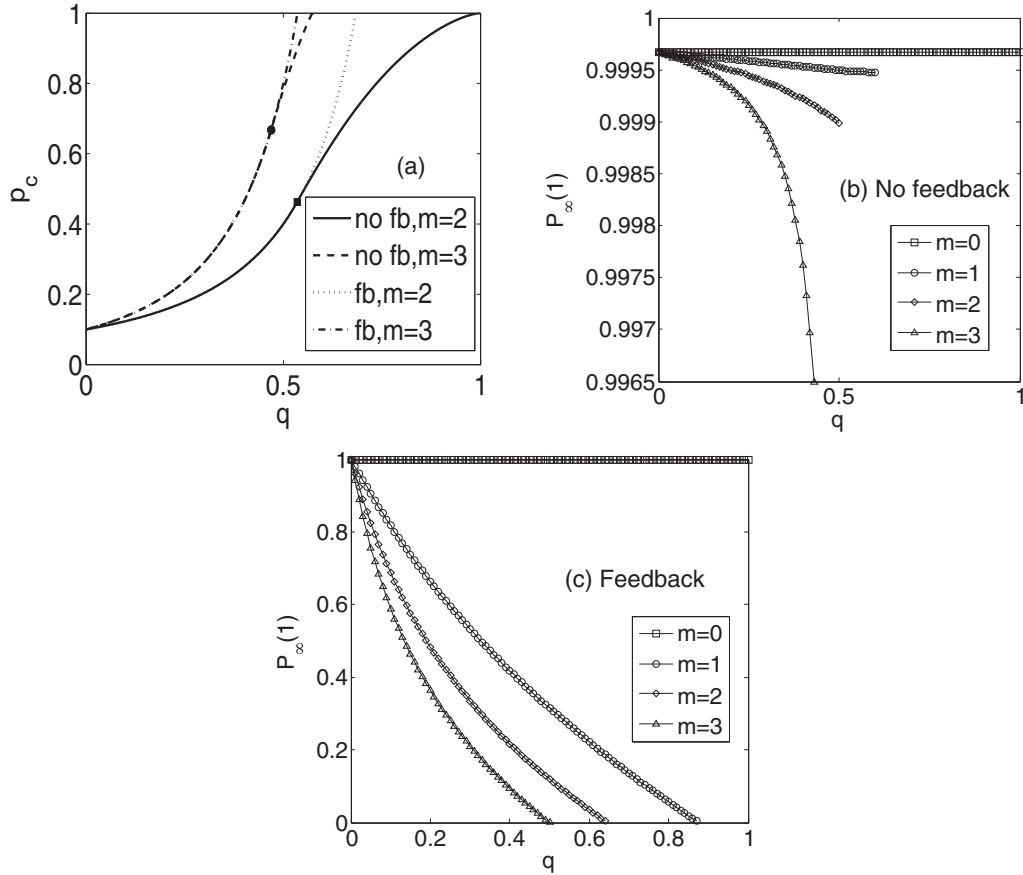 1
0.8
0.6
0.4
0.2
0
0
0.5
1
p_c
q
(a)
no fb,m=2
no fb,m=3
fb,m=2
fb,m=3
1
0.9995
0.999
0.9985
0.998
0.9975
0.997
0.9965
0
0.5
1
P_∞(1)
q
(b) No feedback
m=0
m=1
m=2
m=3
1
0.8
0.6
0.4
0.2
0
0
0.2
0.4
0.6
0.8
1
P_∞(1)
q
(c) Feedback
m=0
m=1
m=2
m=3